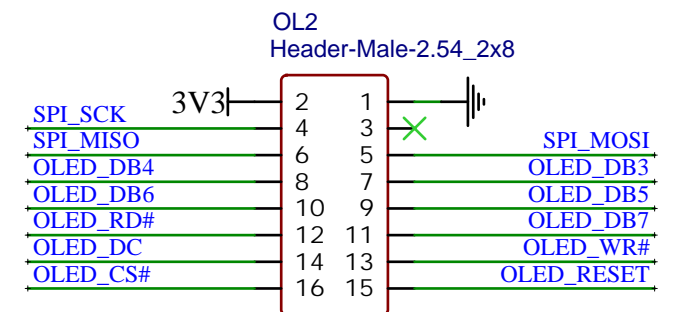 OL2
Header-Male-2.54_2x8
3V3 2 1
SPI_SCK 4 3
SPI_MISO 6 5 SPI_MOSI
OLED_DB4 8 7 OLED_DB3
OLED_DB6 10 9 OLED_DB5
OLED_RD# 12 11 OLED_DB7
OLED_DC 14 13 OLED_WR#
OLED_CS# 16 15 OLED_RESET